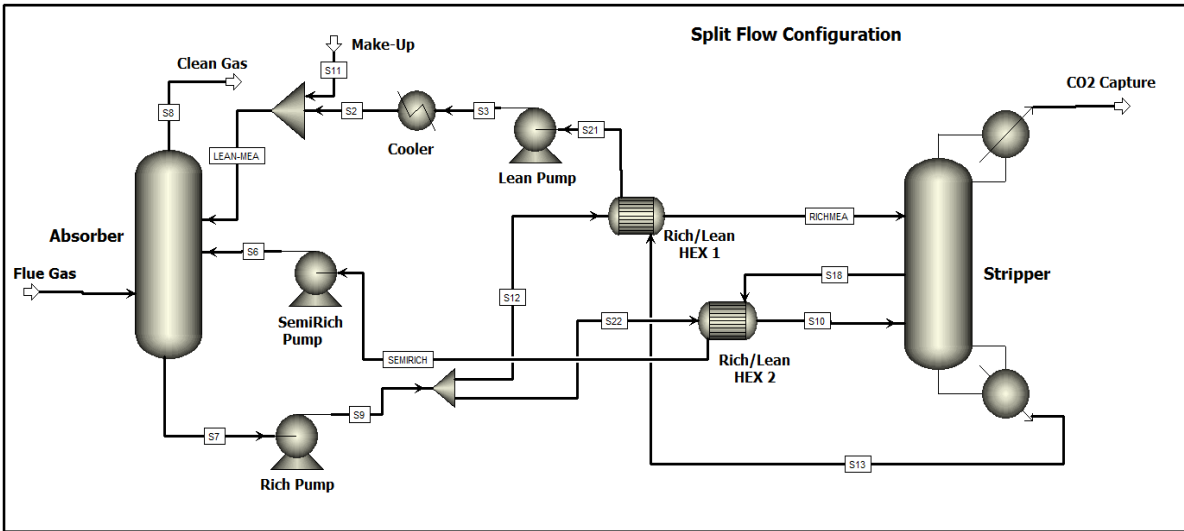 Split Flow Configuration
Make-Up
Clean Gas
S11
CO2 Capture
S8
S2
S3
S21
Cooler
Lean Pump
LEAN-MEA
Absorber
RICHMEA
Rich/Lean
HEX 1
S6
Flue Gas
S18
Stripper
S12
SemiRich
Pump
S22
S10
SEMIRICH
Rich/Lean
HEX 2
S9
S7
S13
Rich Pump